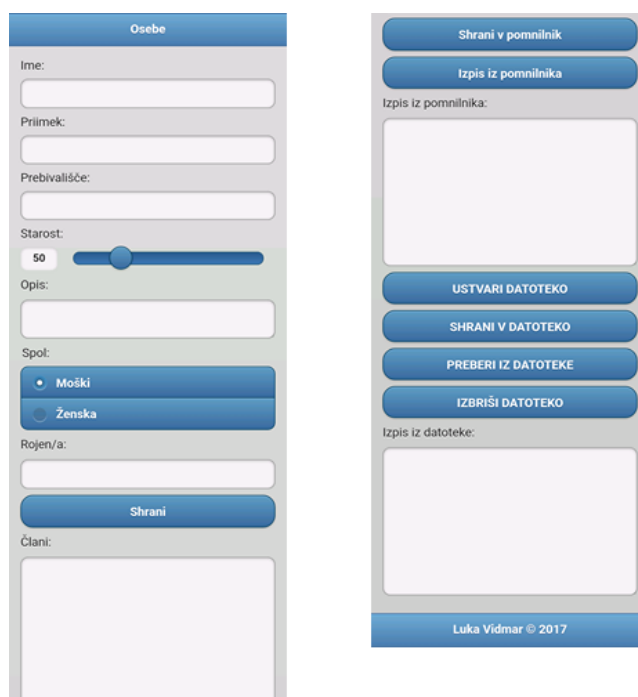 Osebe
Ime:
Priimek:
Prebivališče:
Starost:
50
Opis:
Spol:
Moški
Ženska
Rojen/a:
Shrani
Člani:
Shrani v pomnilnik
Izpis iz pomnilnika
Izpis iz pomnilnika:
USTVARI DATOTEKO
SHRANI V DATOTEKO
PREBERI IZ DATOTEKE
IZBRIŠI DATOTEKO
Izpis iz datoteke:
Luka Vidmar © 2017